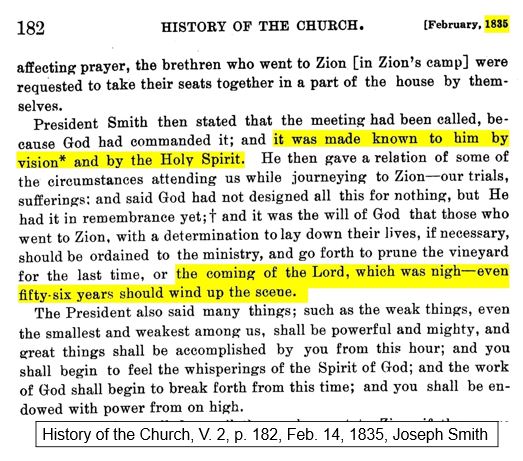 182 HISTORY OF THE CHURCH. [February, 1835
affecting prayer, the brethren who went to Zion [in Zion's camp] were
requested to take their seats together in a part of the house by them-
selves.
President Smith then stated that the meeting had been called, be-
cause God had commanded it; and it was made known to him by
vision* and by the Holy Spirit. He then gave a relation of some of
the circumstances attending us while journeying to Zion—our trials,
sufferings: and said God had not designed all this for nothing, but He
had it in remembrance yet;† and it was the will of God that those who
went to Zion, with a determination to lay down their lives, if necessary,
should be ordained to the ministry, and go forth to prune the vineyard
for the last time, or the coming of the Lord, which was nigh—even
fifty-six years should wind up the scene.
The President also said many things; such as the weak things, even
the smallest and weakest among us, shall be powerful and mighty, and
great things shall be accomplished by you from this hour; and you
shall begin to feel the whisperings of the Spirit of God; and the work
of God shall begin to break forth from this time; and you shall be en-
dowed with power from on high.
History of the Church, V. 2, p. 182, Feb. 14, 1835, Joseph Smith